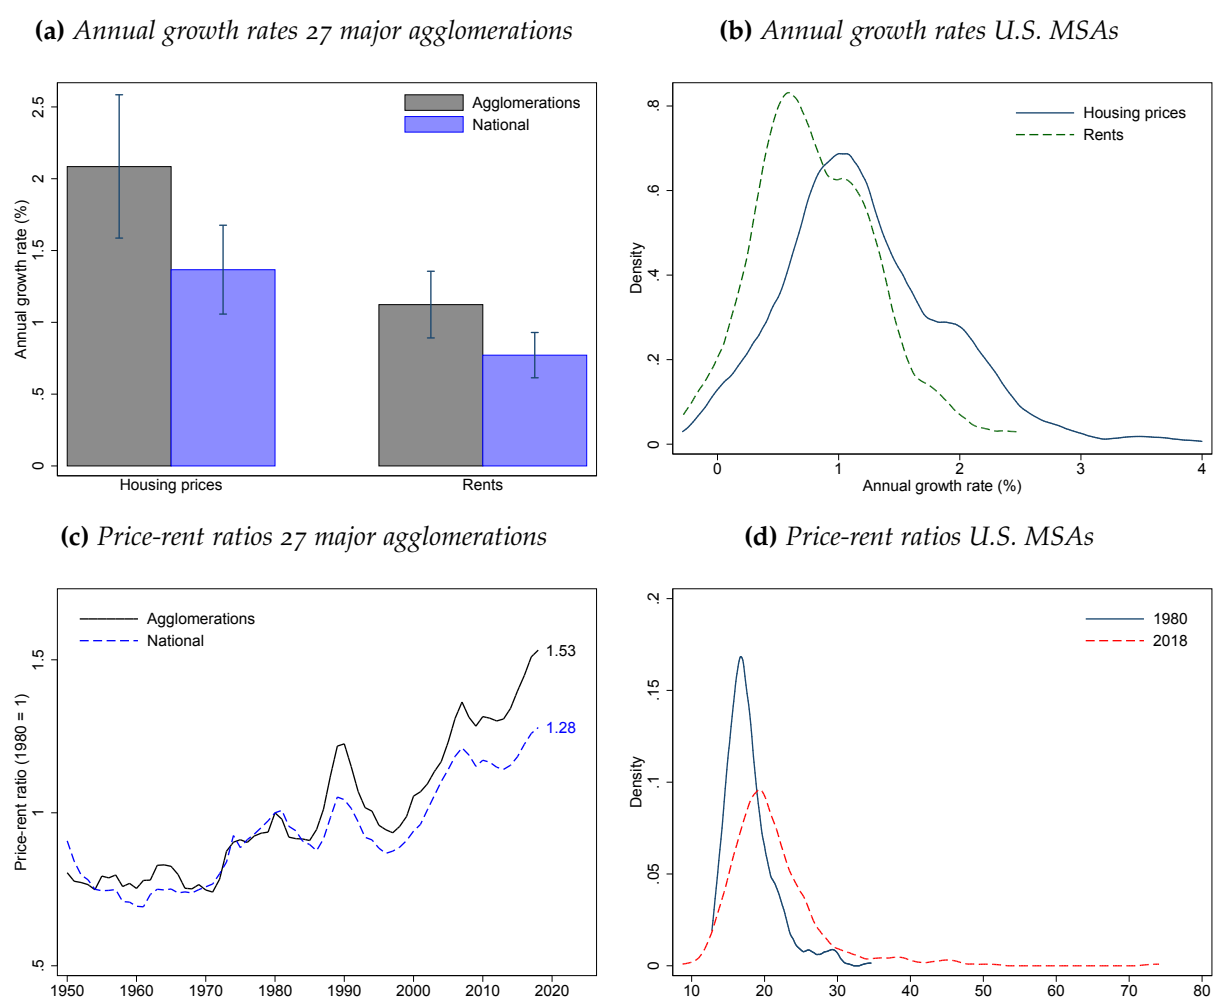 (a) Annual growth rates 27 major agglomerations
2.5
2
1.5
1
.5
0
Annual growth rate (%)
Agglomerations
National
Housing prices
Rents
(b) Annual growth rates U.S. MSAs
.8
.6
.4
.2
0
Density
Housing prices
Rents
0 1 2 3 4
Annual growth rate (%)
(c) Price-rent ratios 27 major agglomerations
1.5
1
.5
Price-rent ratio (1980 = 1)
Agglomerations
National
1.53
1.28
1950 1960 1970 1980 1990 2000 2010 2020
(d) Price-rent ratios U.S. MSAs
.2
.15
.1
.05
0
Density
1980
2018
10 20 30 40 50 60 70 80